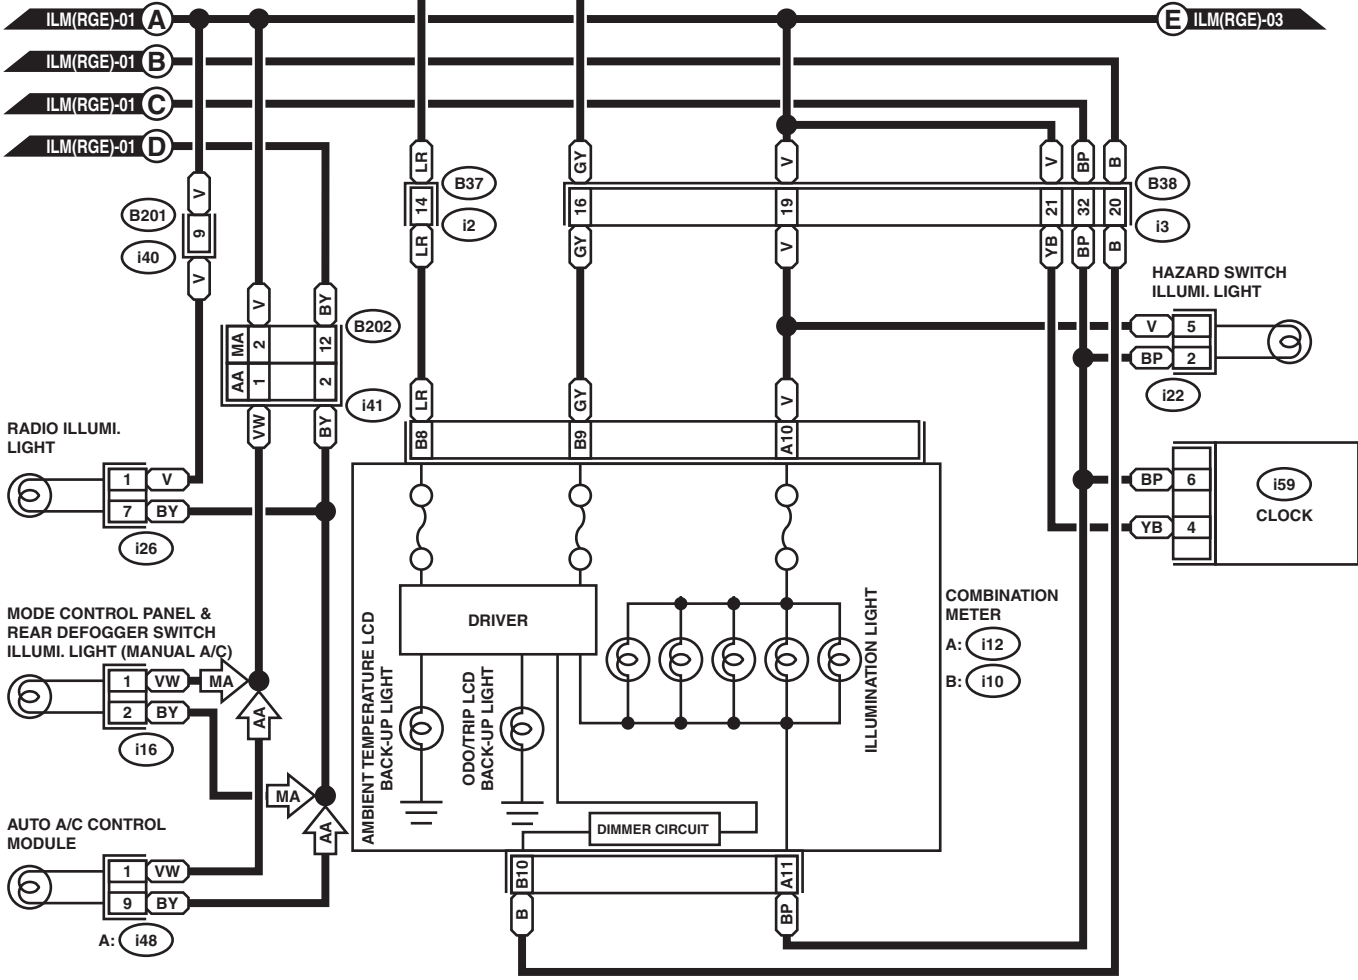 ILM(RGE)-01 A
E ILM(RGE)-03
ILM(RGE)-01 B
ILM(RGE)-01 C
ILM(RGE)-01 D
LR
GY
V
V
BP
B
B37
B38
14
16
19
21
32
20
i2
i3
LR
GY
V
YB
BP
B
V
B201
9
i40
V
HAZARD SWITCH
ILLUMI. LIGHT
V 5
BP 2
i22
V
BY
B202
MA 2 12
AA 1 2
i41
VW
BY
LR
GY
V
B8
B9
A10
RADIO ILLUMI.
LIGHT
1 V
7 BY
i26
BP 6
YB 4
i59
CLOCK
DRIVER
AMBIENT TEMPERATURE LCD
BACK-UP LIGHT
ODO/TRIP LCD
BACK-UP LIGHT
ILLUMINATION LIGHT
COMBINATION
METER
A: i12
B: i10
MODE CONTROL PANEL &
REAR DEFOGGER SWITCH
ILLUMI. LIGHT (MANUAL A/C)
1 VW MA
2 BY
AA
i16
MA
AA
DIMMER CIRCUIT
AUTO A/C CONTROL
MODULE
1 VW
9 BY
A: i48
B10
A11
B
BP